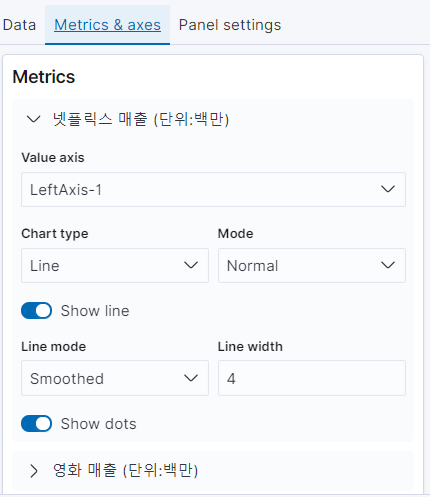 Data Metrics & axes Panel settings
Metrics
넷플릭스 매출 (단위:백만)
Value axis
LeftAxis-1
Chart type Mode
Line Normal
Show line
Line mode Line width
Smoothed 4
Show dots
영화 매출 (단위:백만)